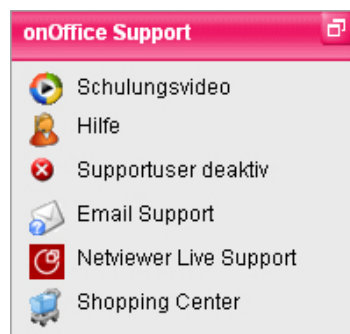 onOffice Support
Schulungsvideo
Hilfe
Supportuser deaktiv
Email Support
Netviewer Live Support
Shopping Center